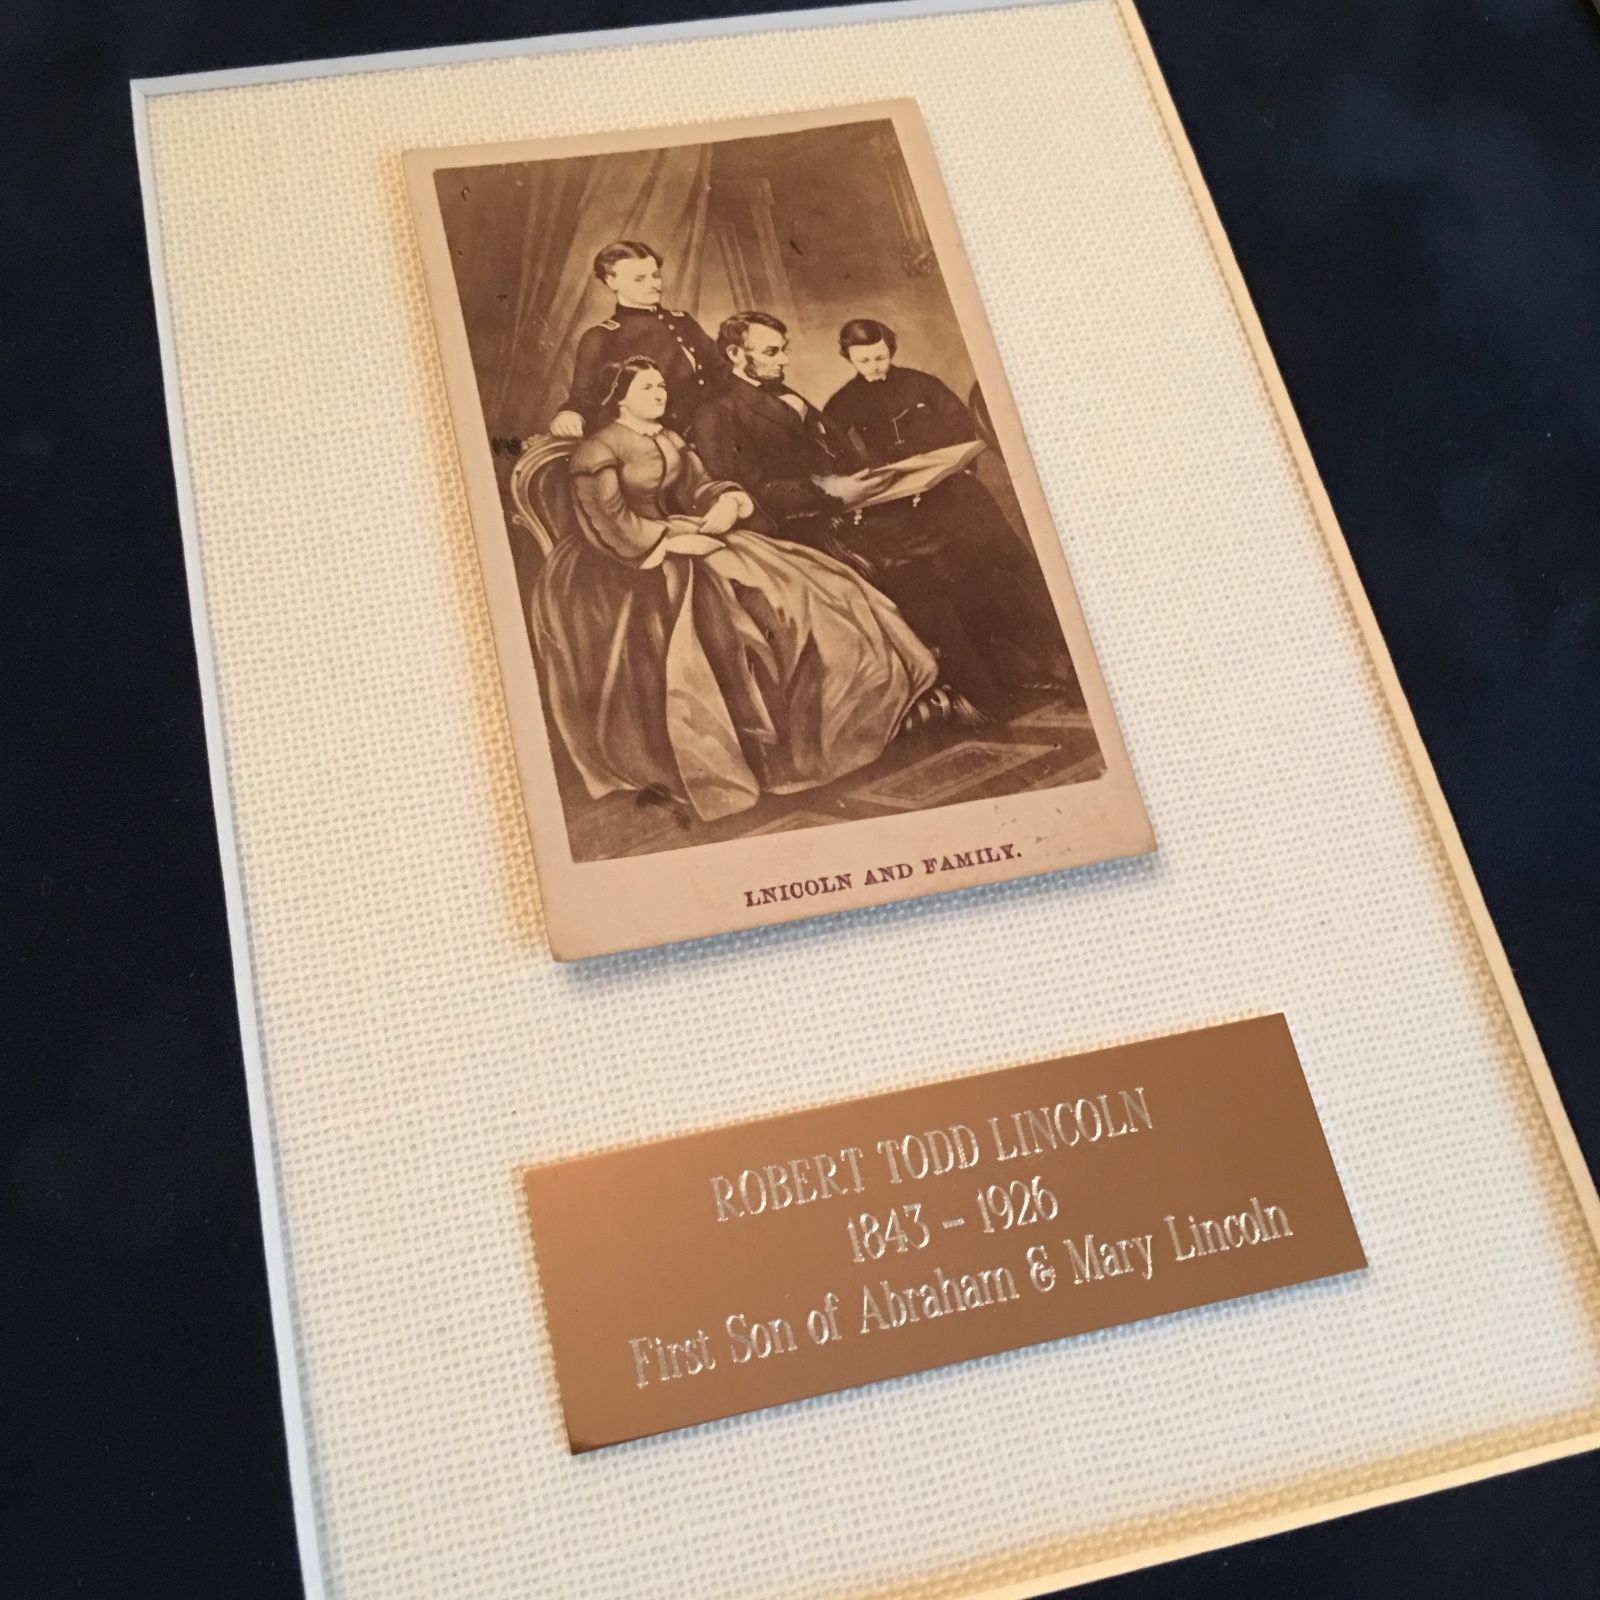 LNICOLN AND FAMILY.
ROBERT TODD LINCOLN
1843 – 1926
First Son of Abraham & Mary Lincoln